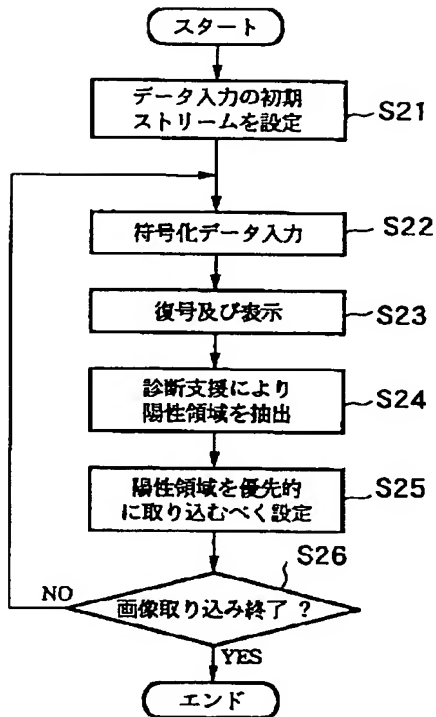 スタート
データ入力の初期
ストリームを設定
S21
符号化データ入力
S22
復号及び表示
S23
診断支援により
陽性領域を抽出
S24
陽性領域を優先的
に取り込むべく設定
S25
S26
NO
画像取り込み終了 ?
YES
エンド